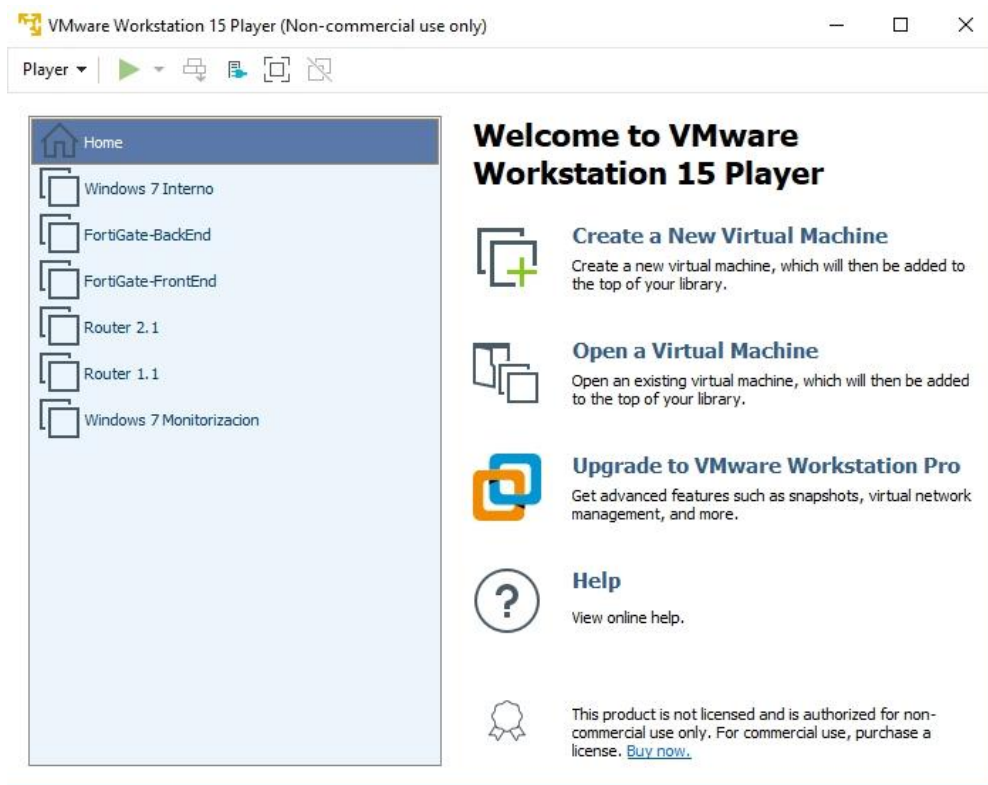 VMware Workstation 15 Player (Non-commercial use only)
Player
Home
Windows 7 Interno
FortiGate-BackEnd
FortiGate-FrontEnd
Router 2.1
Router 1.1
Windows 7 Monitorizacion
Welcome to VMware
Workstation 15 Player
Create a New Virtual Machine
Create a new virtual machine, which will then be added to
the top of your library.
Open a Virtual Machine
Open an existing virtual machine, which will then be added
to the top of your library.
Upgrade to VMware Workstation Pro
Get advanced features such as snapshots, virtual network
management, and more.
Help
View online help.
This product is not licensed and is authorized for non-
commercial use only. For commercial use, purchase a
license. Buy now.